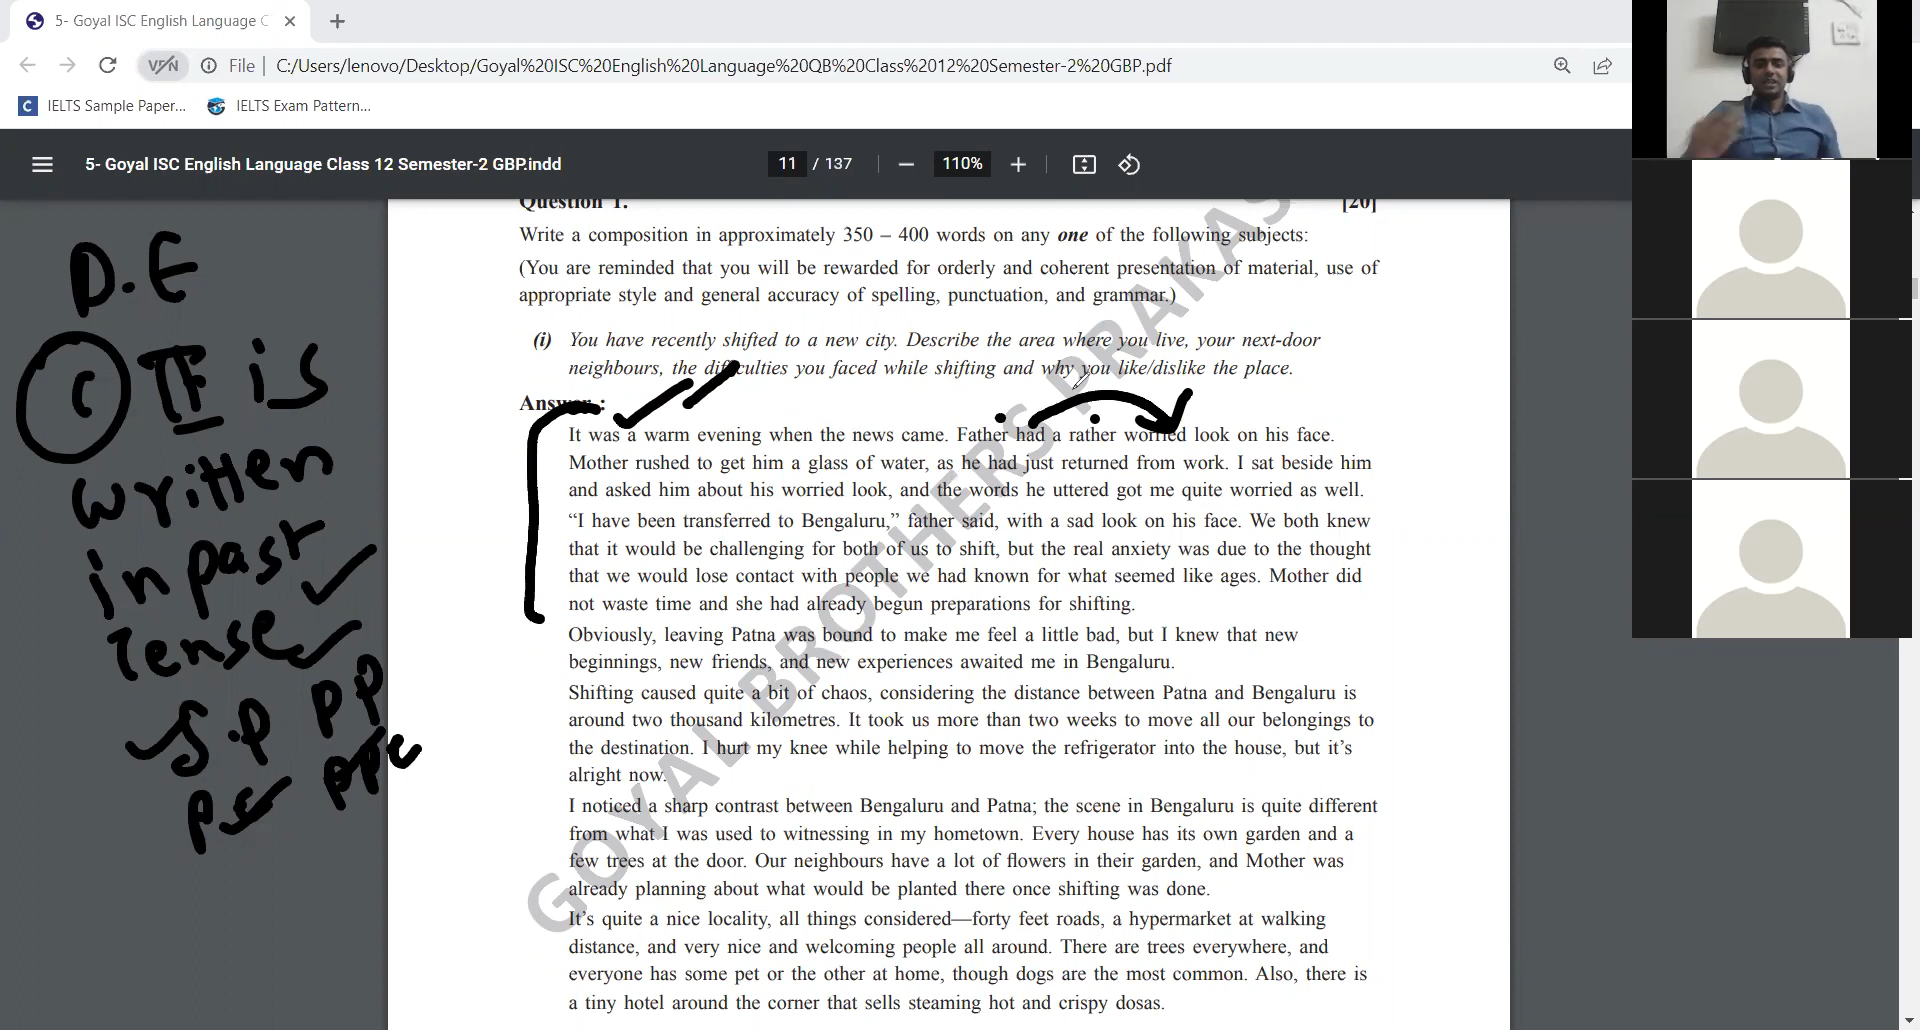 5- Goyal ISC English Language C
VPN File C:/Users/lenovo/Desktop/Goyal%20ISC%20English%20Language%20QB%20Class%2012%20Semester-2%20GBP.pdf
C IELTS Sample Paper... IELTS Exam Pattern...
5- Goyal ISC English Language Class 12 Semester-2 GBP.indd 11 / 137 110%
Question 1. [20]
Write a composition in approximately 350 – 400 words on any one of the following subjects:
(You are reminded that you will be rewarded for orderly and coherent presentation of material, use of
appropriate style and general accuracy of spelling, punctuation, and grammar.)
(i) You have recently shifted to a new city. Describe the area where you live, your next-door
neighbours, the difficulties you faced while shifting and why you like/dislike the place.
Answer :
It was a warm evening when the news came. Father had a rather worried look on his face.
Mother rushed to get him a glass of water, as he had just returned from work. I sat beside him
and asked him about his worried look, and the words he uttered got me quite worried as well.
“I have been transferred to Bengaluru,” father said, with a sad look on his face. We both knew
that it would be challenging for both of us to shift, but the real anxiety was due to the thought
that we would lose contact with people we had known for what seemed like ages. Mother did
not waste time and she had already begun preparations for shifting.
Obviously, leaving Patna was bound to make me feel a little bad, but I knew that new
beginnings, new friends, and new experiences awaited me in Bengaluru.
Shifting caused quite a bit of chaos, considering the distance between Patna and Bengaluru is
around two thousand kilometres. It took us more than two weeks to move all our belongings to
the destination. I hurt my knee while helping to move the refrigerator into the house, but it’s
alright now.
I noticed a sharp contrast between Bengaluru and Patna; the scene in Bengaluru is quite different
from what I was used to witnessing in my hometown. Every house has its own garden and a
few trees at the door. Our neighbours have a lot of flowers in their garden, and Mother was
already planning about what would be planted there once shifting was done.
It’s quite a nice locality, all things considered—forty feet roads, a hypermarket at walking
distance, and very nice and welcoming people all around. There are trees everywhere, and
everyone has some pet or the other at home, though dogs are the most common. Also, there is
a tiny hotel around the corner that sells steaming hot and crispy dosas.
GOYAL BROTHERS PRAKAS
D.E
C IF is
written
in past
Tense
S.P PP
PC PPC